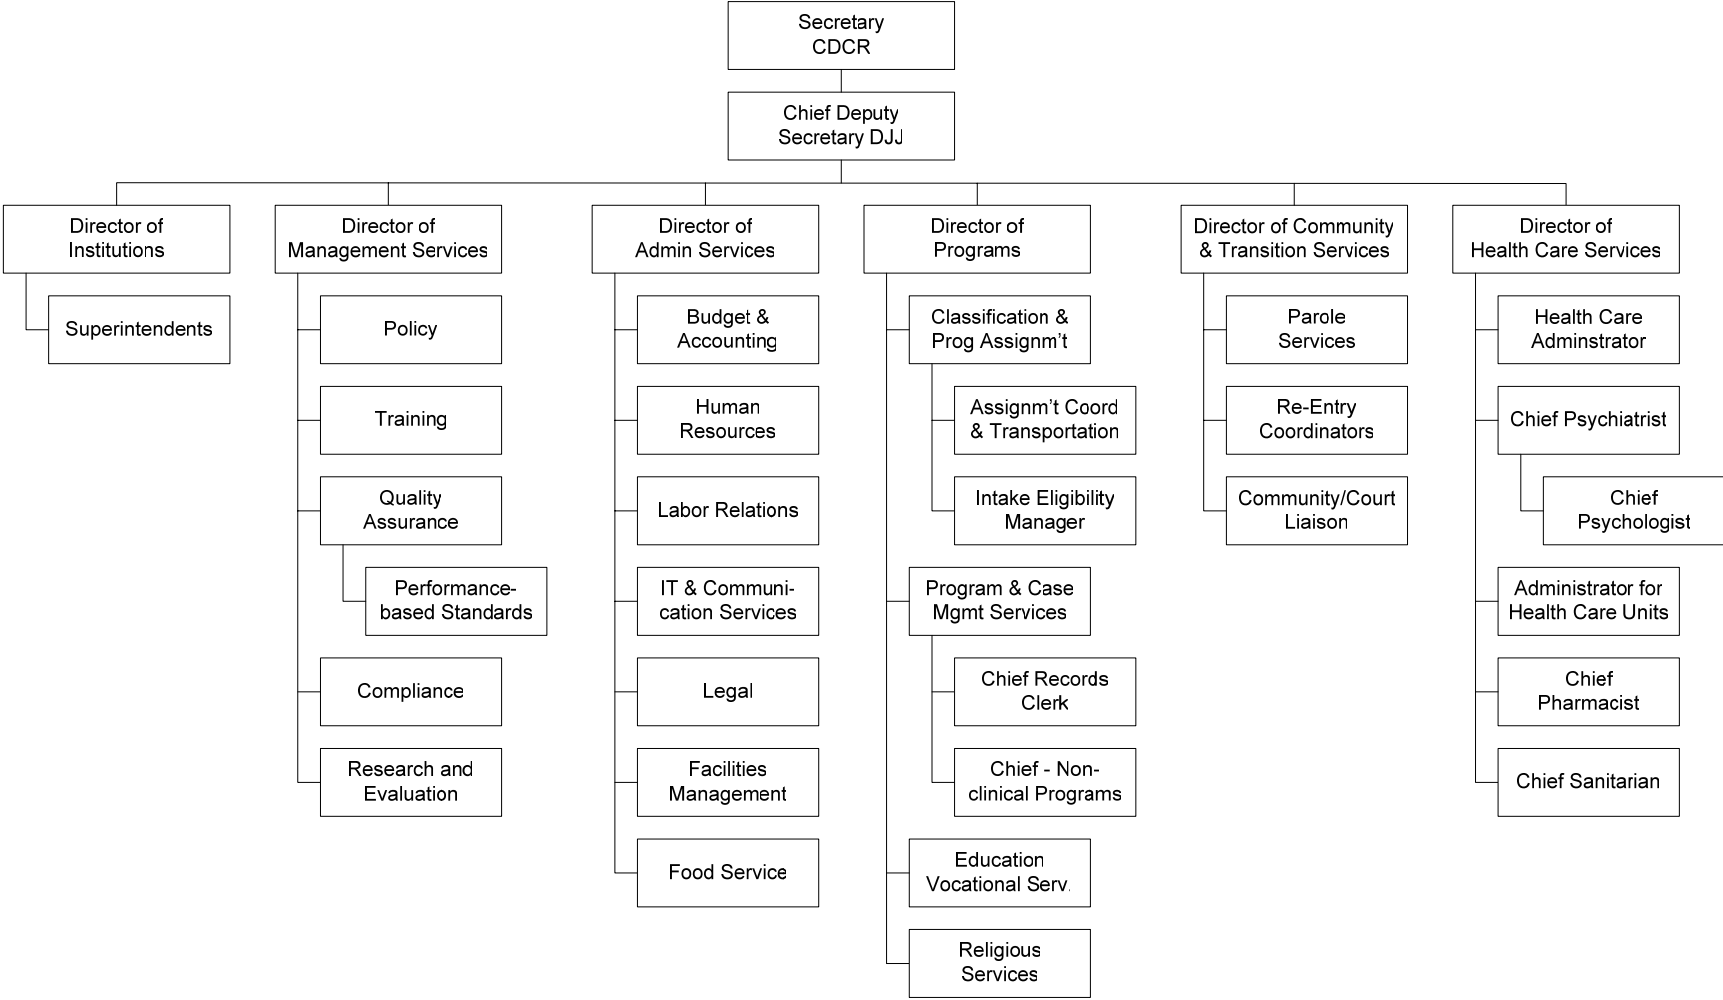 Secretary
CDCR
Chief Deputy
Secretary DJJ
Director of
Institutions
Superintendents
Director of
Management Services
Policy
Training
Quality
Assurance
Performance-
based Standards
Compliance
Research and
Evaluation
Director of
Admin Services
Budget &
Accounting
Human
Resources
Labor Relations
IT & Communi-
cation Services
Legal
Facilities
Management
Food Service
Director of
Programs
Classification &
Prog Assignm’t
Assignm’t Coord
& Transportation
Intake Eligibility
Manager
Program & Case
Mgmt Services
Chief Records
Clerk
Chief - Non-
clinical Programs
Education
Vocational Serv.
Religious
Services
Director of Community
& Transition Services
Parole
Services
Re-Entry
Coordinators
Community/Court
Liaison
Director of
Health Care Services
Health Care
Adminstrator
Chief Psychiatrist
Chief
Psychologist
Administrator for
Health Care Units
Chief
Pharmacist
Chief Sanitarian